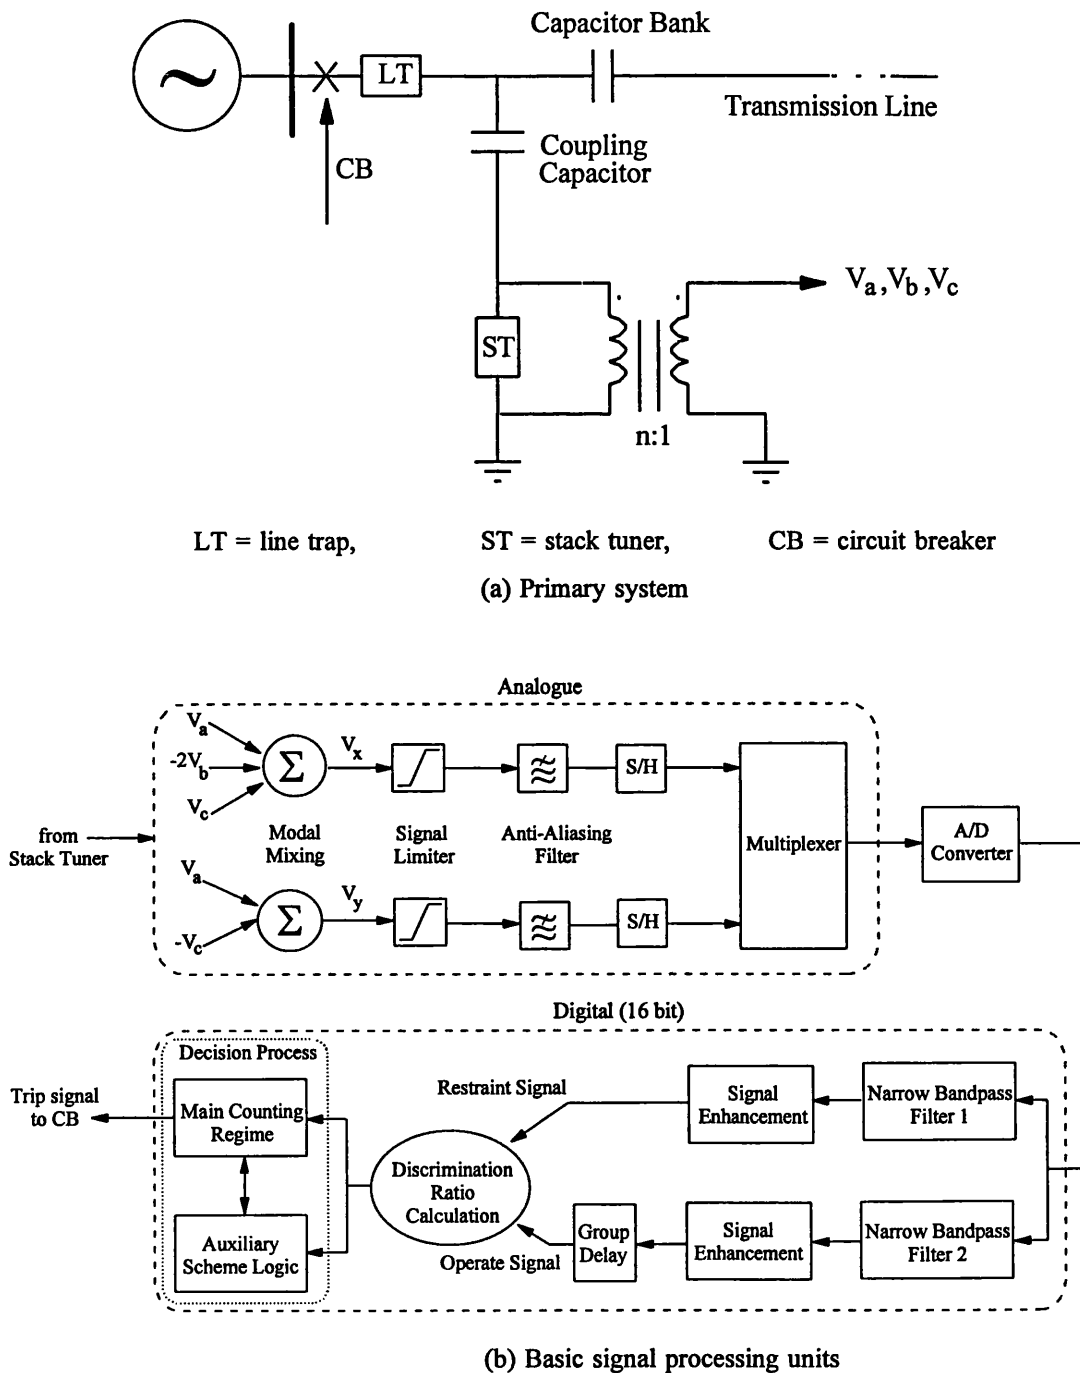 Capacitor Bank
~
LT
Transmission Line
Coupling
Capacitor
CB
Va,Vb,Vc
ST
n:1
LT = line trap, ST = stack tuner, CB = circuit breaker
(a) Primary system
Analogue
Va
-2Vb
Vc
Σ
Vx
S/H
from
Stack Tuner
Modal
Mixing
Signal
Limiter
Anti-Aliasing
Filter
Multiplexer
A/D
Converter
Va
-Vc
Σ
Vy
S/H
Digital (16 bit)
Decision Process
Trip signal
to CB
Main Counting
Regime
Auxiliary
Scheme Logic
Restraint Signal
Discrimination
Ratio
Calculation
Operate Signal
Group
Delay
Signal
Enhancement
Narrow Bandpass
Filter 1
Signal
Enhancement
Narrow Bandpass
Filter 2
(b) Basic signal processing units